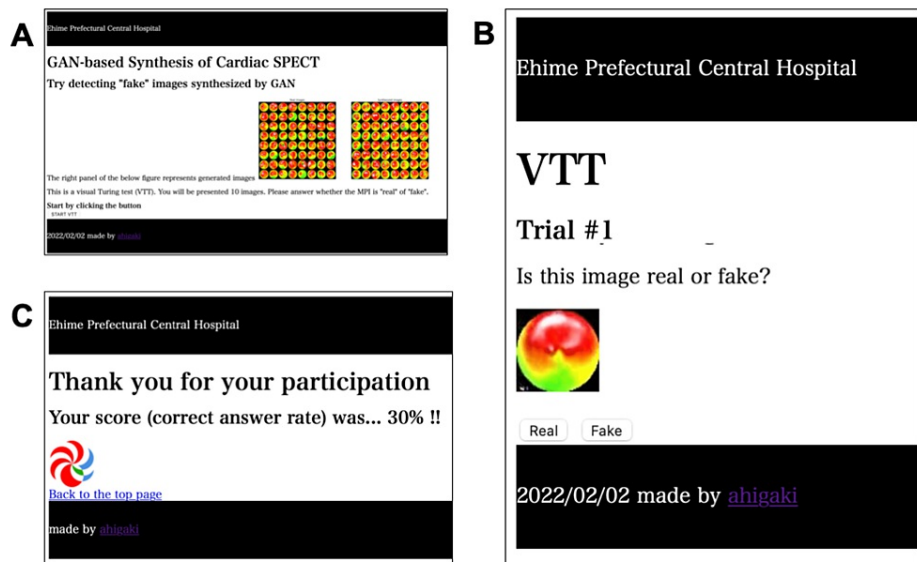 A
Ehime Prefectural Central Hospital
GAN-based Synthesis of Cardiac SPECT
Try detecting "fake" images synthesized by GAN
The right panel of the below figure represents generated images
This is a visual Turing test (VTT). You will be presented 10 images. Please answer whether the MPI is "real" of "fake".
Start by clicking the button
START VTT
2022/02/02 made by ahigaki
B
Ehime Prefectural Central Hospital
VTT
Trial #1
Is this image real or fake?
Real Fake
2022/02/02 made by ahigaki
C
Ehime Prefectural Central Hospital
Thank you for your participation
Your score (correct answer rate) was... 30% !!
Back to the top page
made by ahigaki